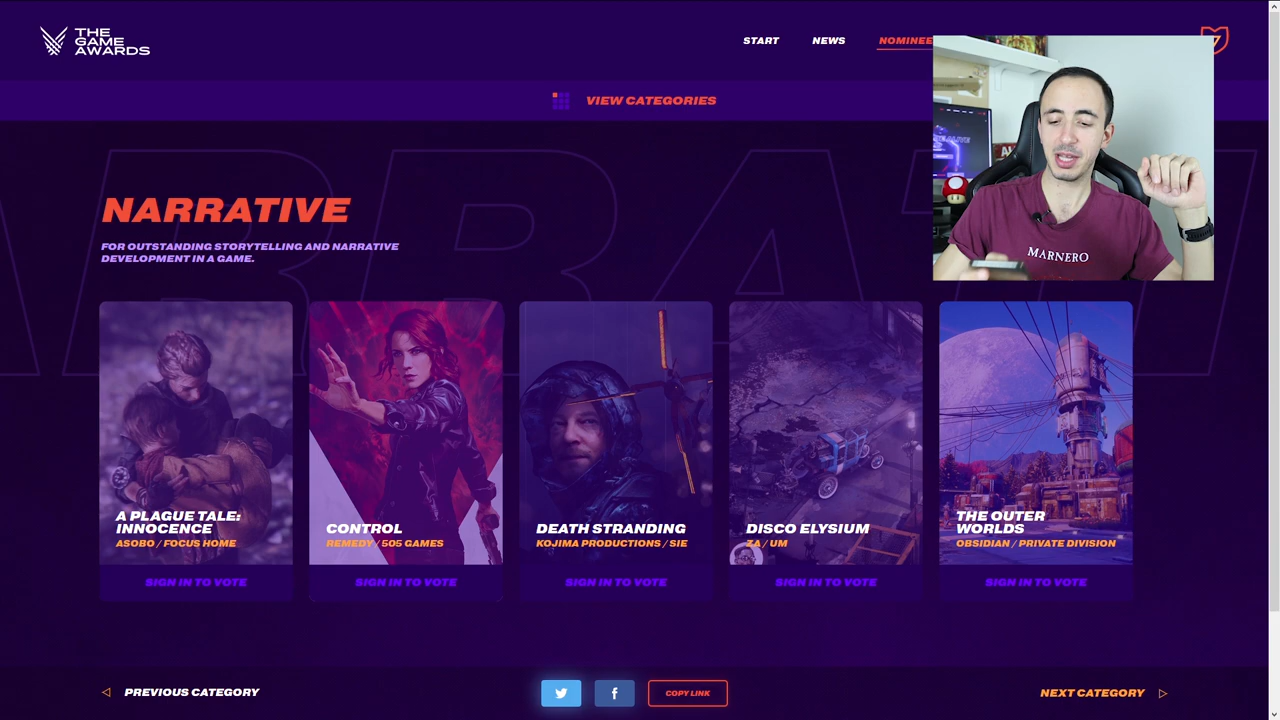 THE
GAME
AWARDS
START
NEWS
NOMINEE
VIEW CATEGORIES
NARRATIVE
FOR OUTSTANDING STORYTELLING AND NARRATIVE
DEVELOPMENT IN A GAME.
MARNERO
A PLAGUE TALE:
INNOCENCE
ASOBO / FOCUS HOME
SIGN IN TO VOTE
CONTROL
REMEDY / 505 GAMES
SIGN IN TO VOTE
DEATH STRANDING
KOJIMA PRODUCTIONS / SIE
SIGN IN TO VOTE
DISCO ELYSIUM
ZA / UM
SIGN IN TO VOTE
THE OUTER
WORLDS
OBSIDIAN / PRIVATE DIVISION
SIGN IN TO VOTE
PREVIOUS CATEGORY
COPY LINK
NEXT CATEGORY